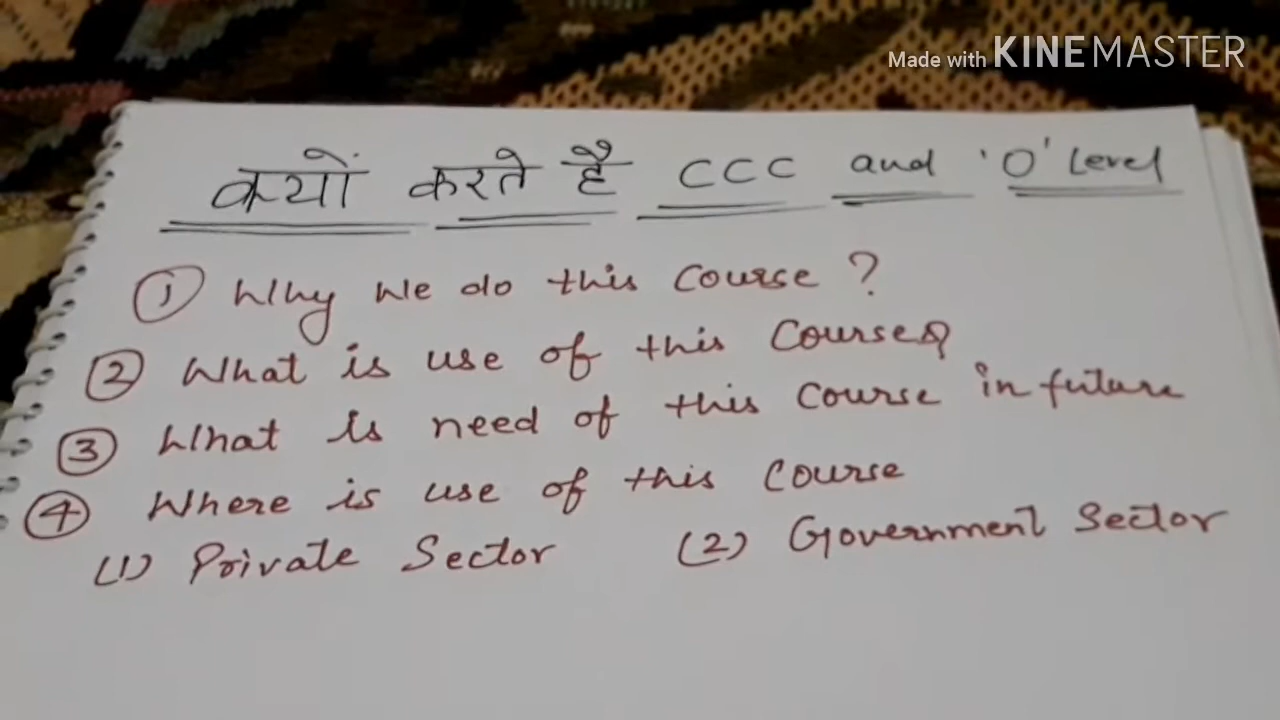 Made with KINEMASTER
क्यों करते है CCC and 'O' Level
① Why We do this Course ?
② What is use of this Course?
③ What is need of this Course in future
④ Where is use of this Course
(1) Private Sector (2) Government Sector